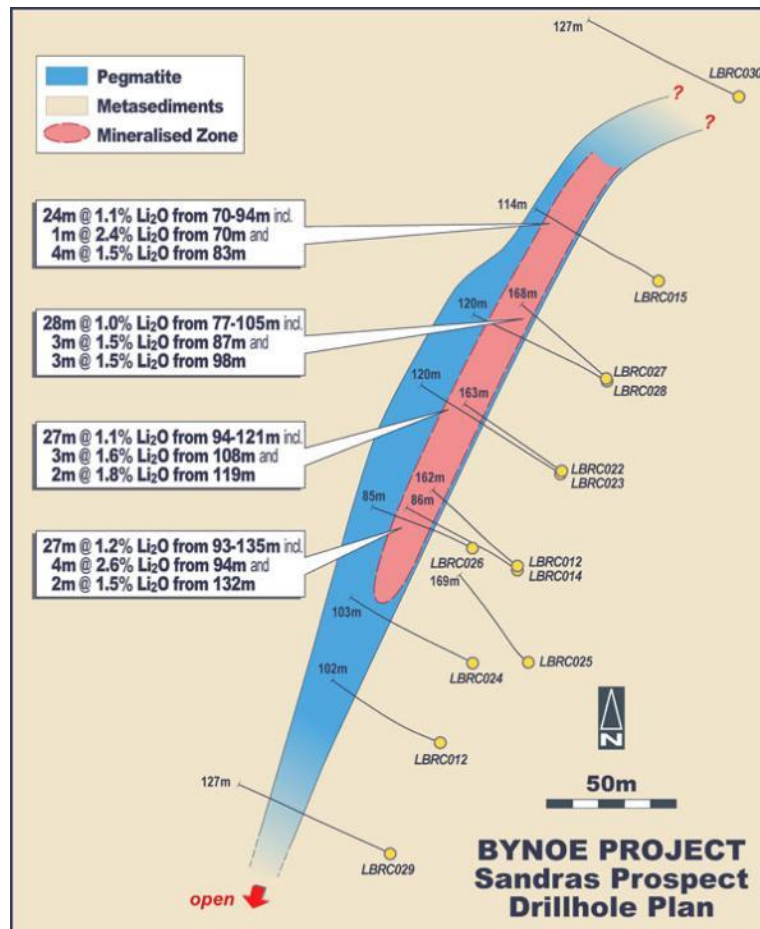 Pegmatite
Metasediments
Mineralised Zone
127m
LBRC030
?
?
24m @ 1.1% Li₂O from 70-94m incl.
1m @ 2.4% Li₂O from 70m and
4m @ 1.5% Li₂O from 83m
114m
LBRC015
28m @ 1.0% Li₂O from 77-105m incl.
3m @ 1.5% Li₂O from 87m and
3m @ 1.5% Li₂O from 98m
120m
168m
LBRC027
LBRC028
120m
163m
27m @ 1.1% Li₂O from 94-121m incl.
3m @ 1.6% Li₂O from 108m and
2m @ 1.8% Li₂O from 119m
LBRC022
LBRC023
162m
85m
86m
27m @ 1.2% Li₂O from 93-135m incl.
4m @ 2.6% Li₂O from 94m and
2m @ 1.5% Li₂O from 132m
LBRC026
LBRC012
LBRC014
169m
103m
LBRC024
LBRC025
102m
LBRC012
N
50m
127m
LBRC029
open
BYNOE PROJECT
Sandras Prospect
Drillhole Plan